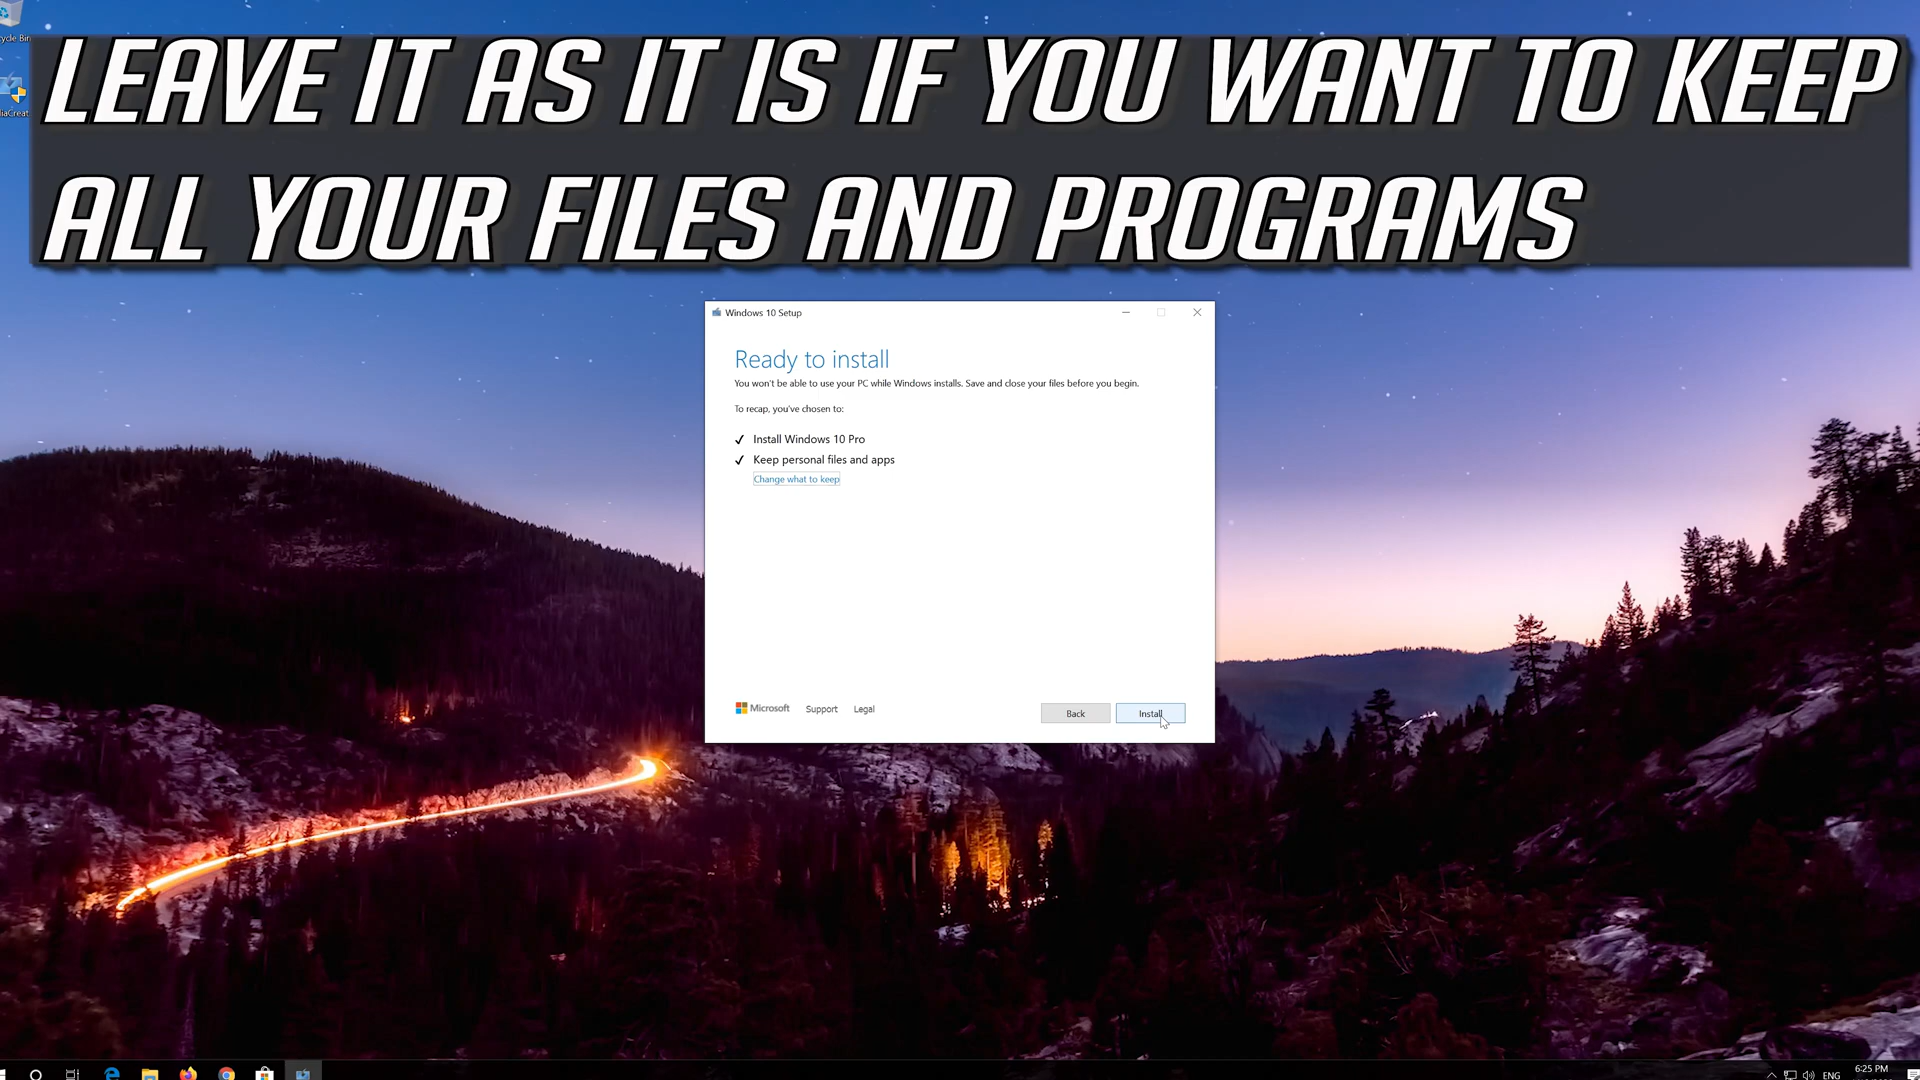 LEAVE IT AS IT IS IF YOU WANT TO KEEP
ALL YOUR FILES AND PROGRAMS
Windows 10 Setup
Ready to install
You won't be able to use your PC while Windows installs. Save and close your files before you begin.
To recap, you've chosen to:
Install Windows 10 Pro
Keep personal files and apps
Change what to keep
Microsoft Support Legal
Back Install
ENG 6:25 PM